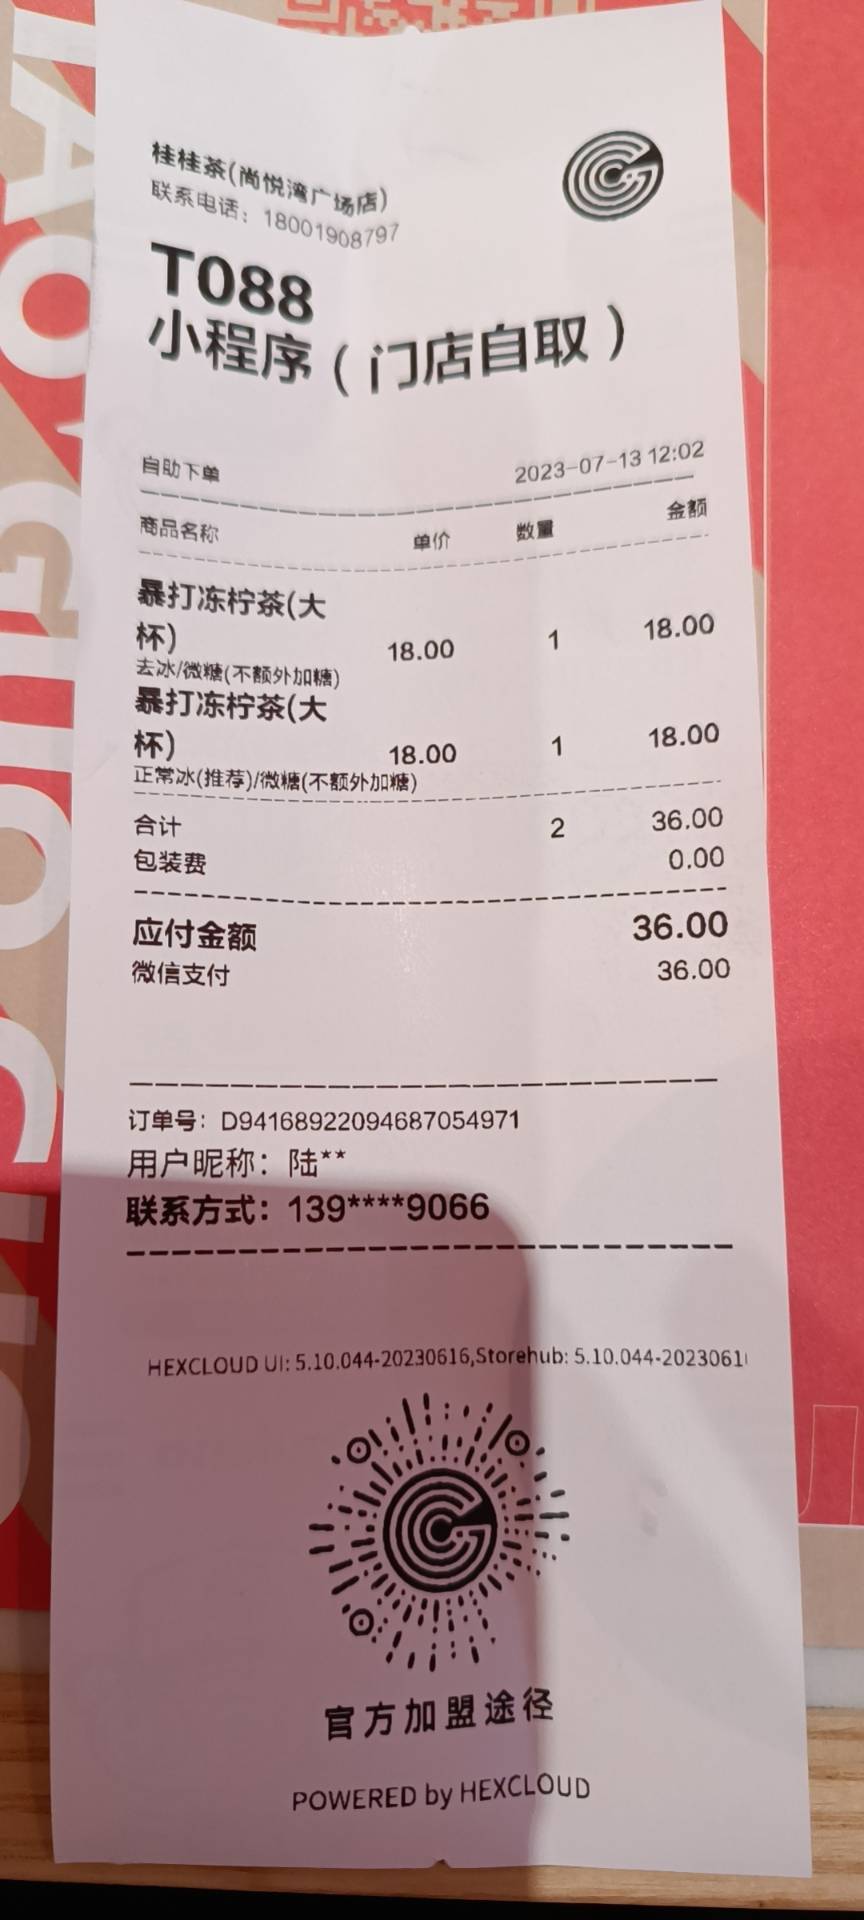 桂桂茶(尚悦湾广场店)
联系电话：18001908797
T088
小程序（门店自取）
自助下单 2023-07-13 12:02
商品名称 单价 数量 金额
暴打冻柠茶(大
杯) 18.00 1 18.00
去冰/微糖(不额外加糖)
暴打冻柠茶(大
杯) 18.00 1 18.00
正常冰(推荐)/微糖(不额外加糖)
合计 2 36.00
包装费 0.00
应付金额 36.00
微信支付 36.00
订单号：D94168922094687054971
用户昵称：陆**
联系方式：139****9066
HEXCLOUD UI: 5.10.044-20230616,Storehub: 5.10.044-2023061
官方加盟途径
POWERED by HEXCLOUD